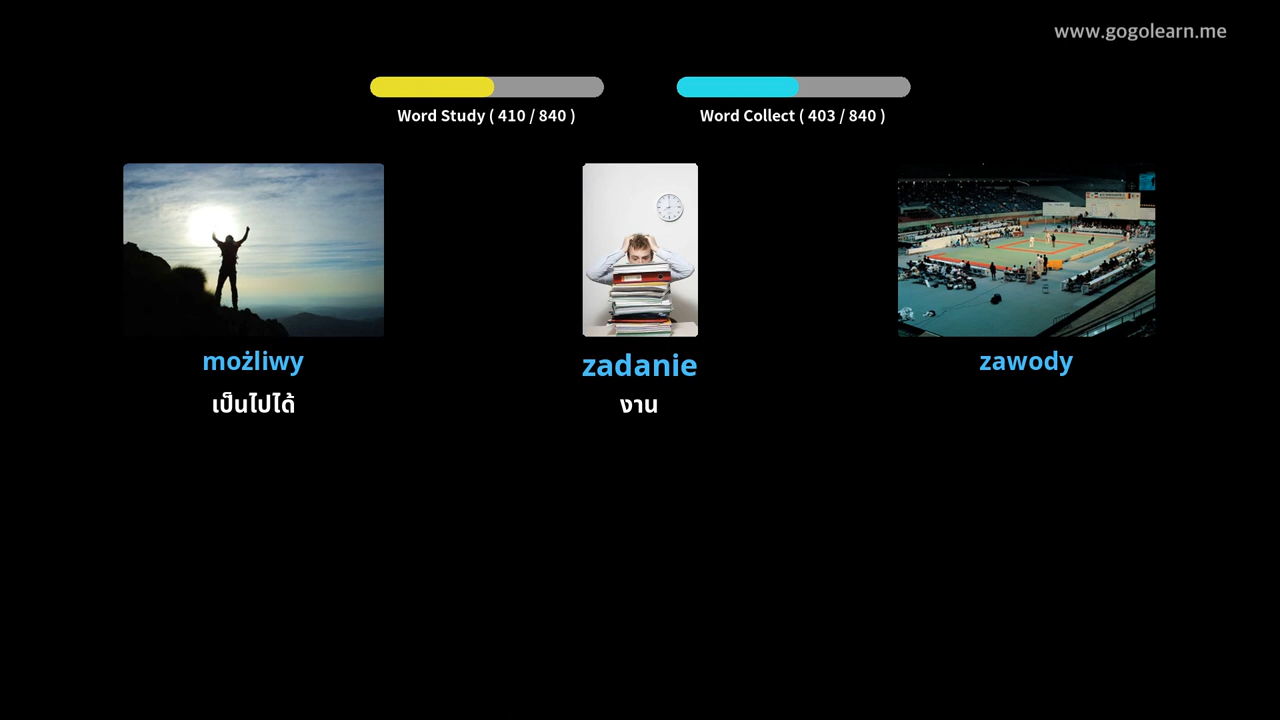 www.gogolearn.me
Word Study ( 410 / 840 )
Word Collect ( 403 / 840 )
możliwy
zadanie
zawody
เป็นไปได้
งาน